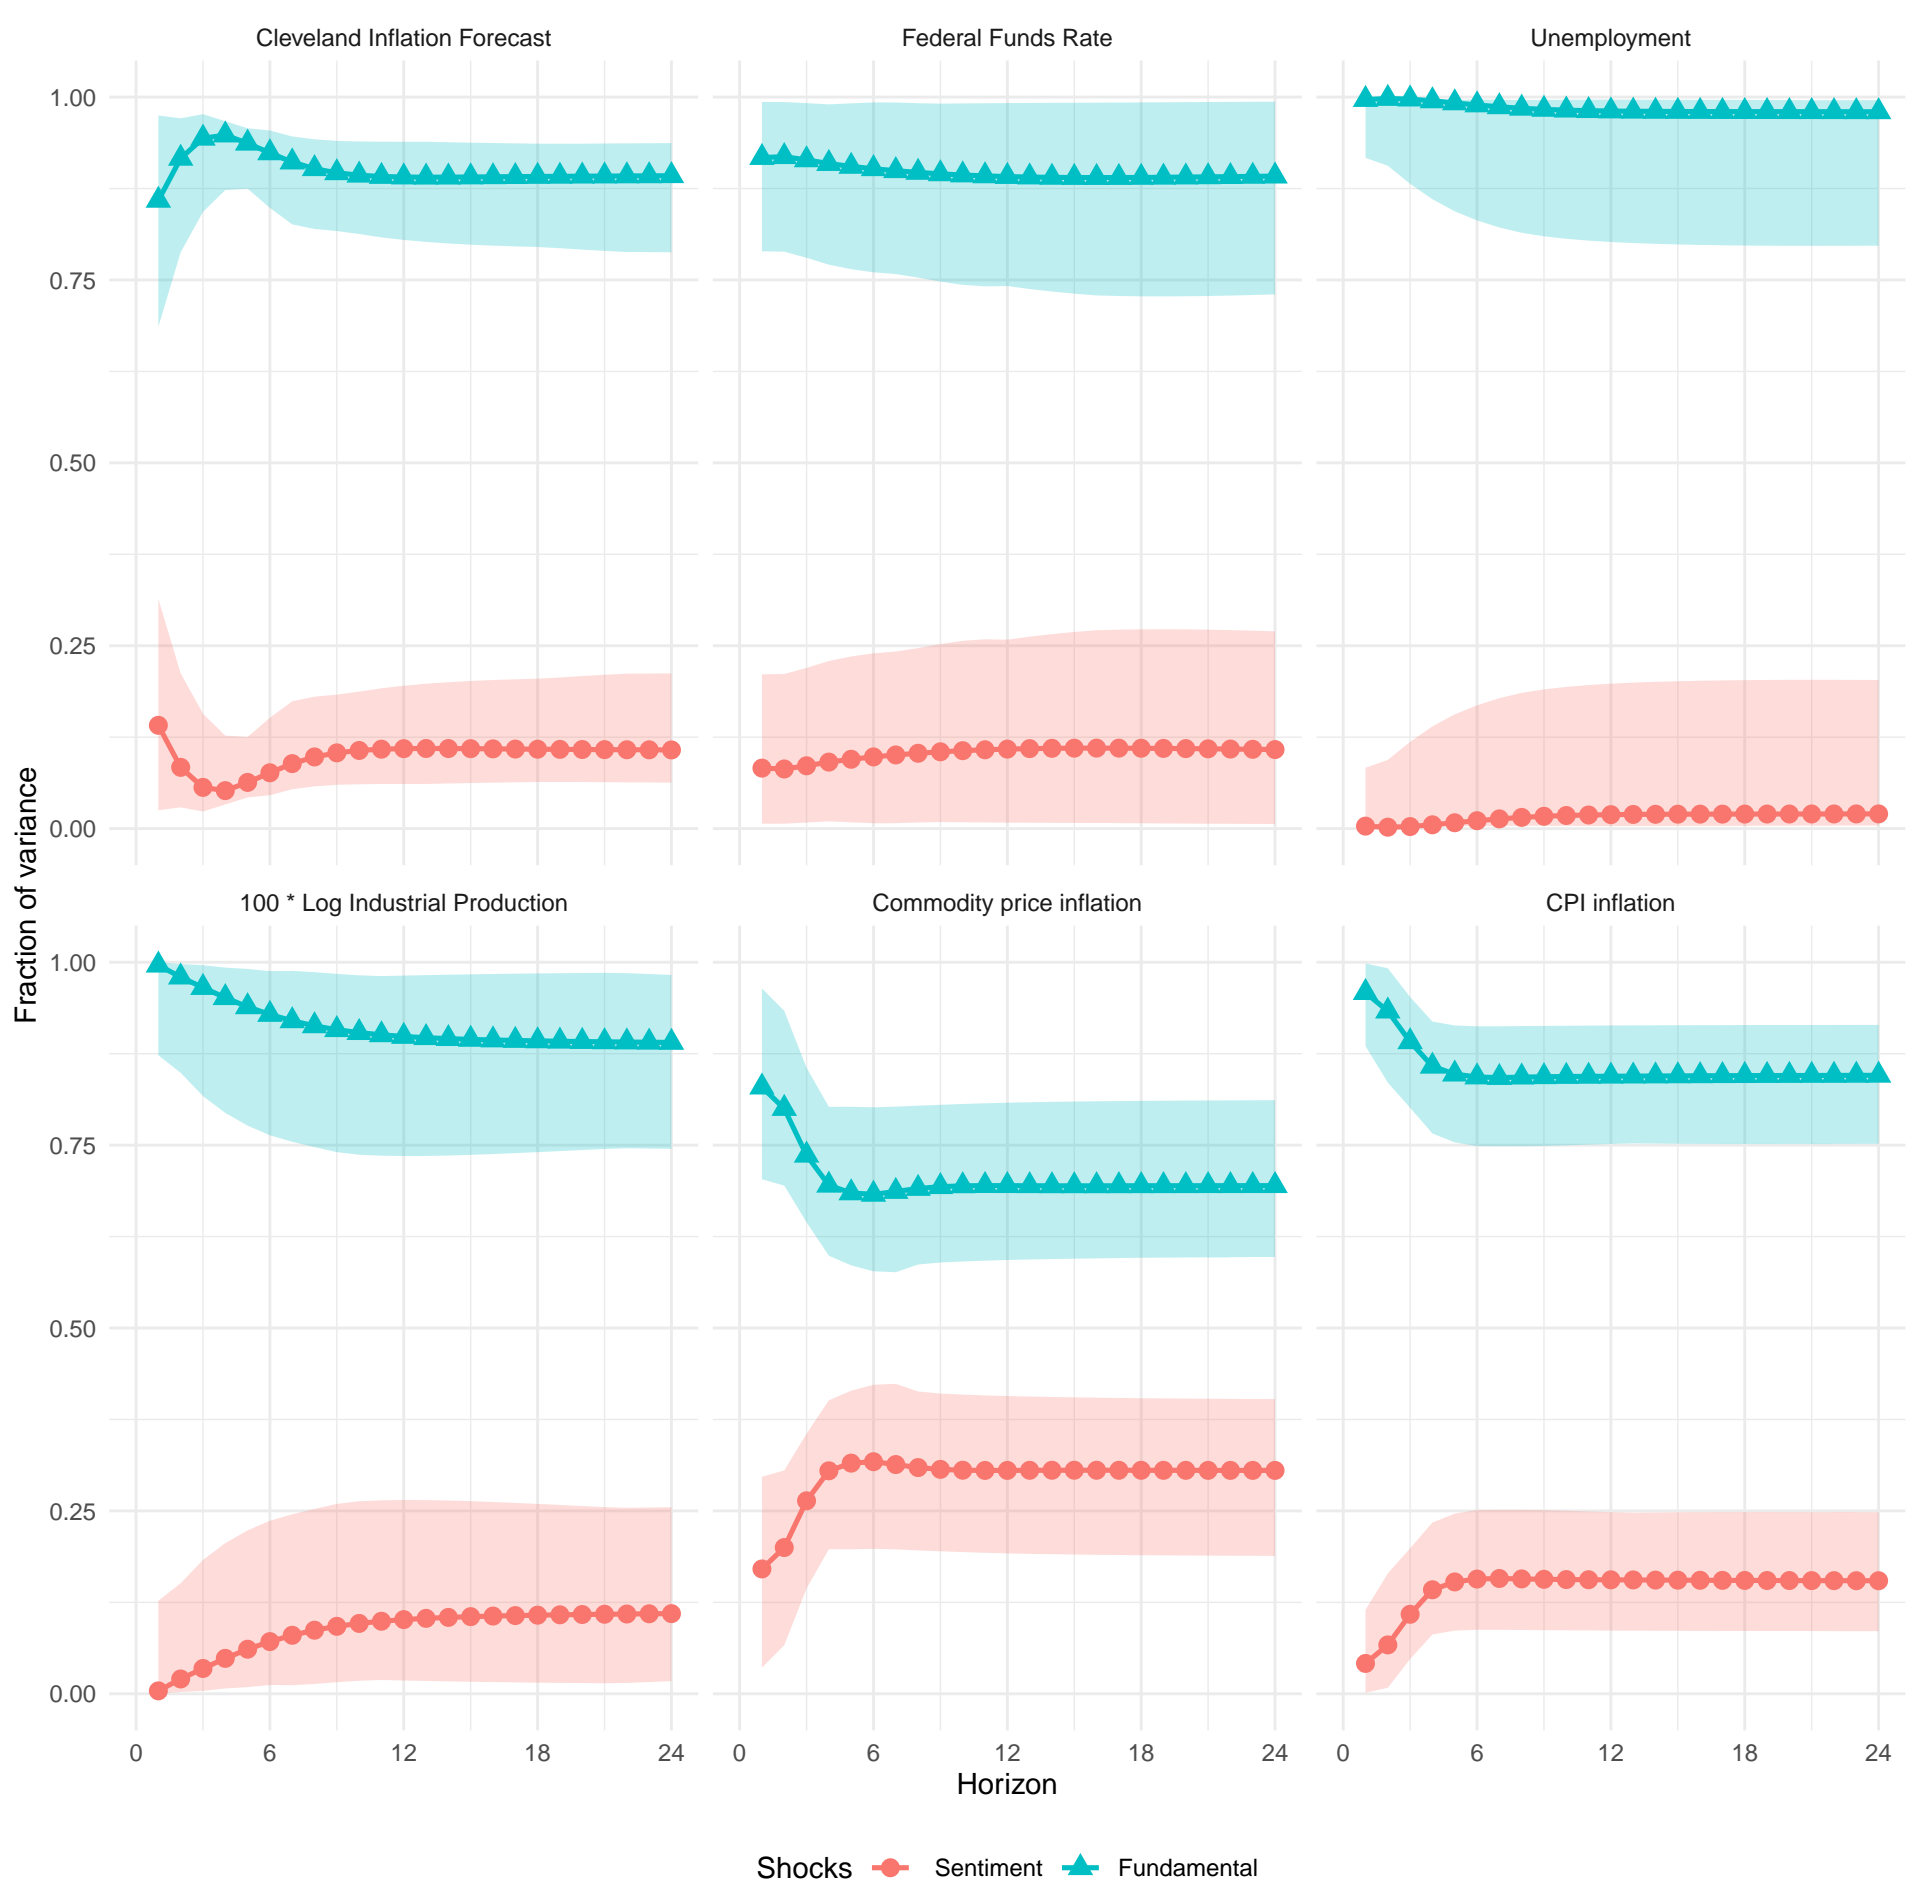 Cleveland Inflation Forecast
Federal Funds Rate
Unemployment
1.00
0.75
0.50
0.25
0.00
Fraction of variance
100 * Log Industrial Production
Commodity price inflation
CPI inflation
1.00
0.75
0.50
0.25
0.00
0 6 12 18 24
0 6 12 18 24
0 6 12 18 24
Horizon
Shocks Sentiment Fundamental